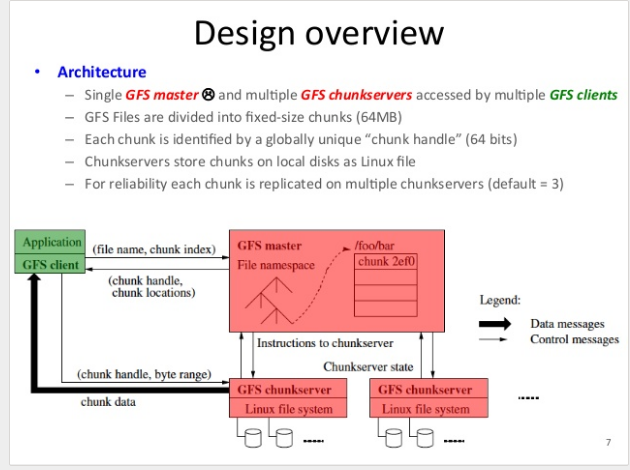 Design overview
• Architecture
– Single GFS master ☹ and multiple GFS chunkservers accessed by multiple GFS clients
– GFS Files are divided into fixed-size chunks (64MB)
– Each chunk is identified by a globally unique “chunk handle” (64 bits)
– Chunkservers store chunks on local disks as Linux file
– For reliability each chunk is replicated on multiple chunkservers (default = 3)
Application
GFS client
(file name, chunk index)
(chunk handle,
chunk locations)
GFS master
File namespace
/foo/bar
chunk 2ef0
Legend:
Data messages
Control messages
Instructions to chunkserver
Chunkserver state
(chunk handle, byte range)
chunk data
GFS chunkserver
Linux file system
GFS chunkserver
Linux file system
7